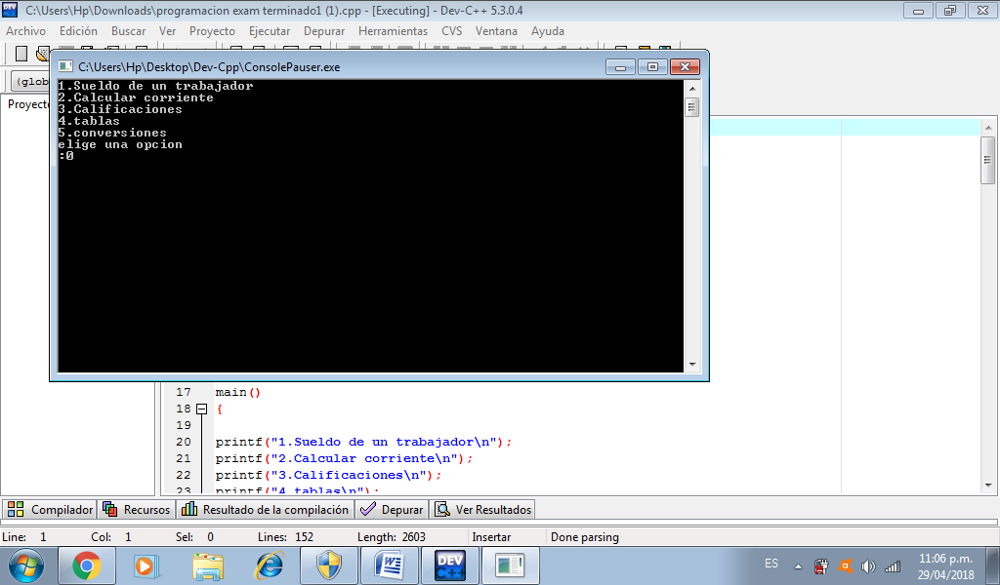 C:\Users\Hp\Downloads\programacion exam terminado1 (1).cpp - [Executing] - Dev-C++ 5.3.0.4
Archivo Edición Buscar Ver Proyecto Ejecutar Depurar Herramientas CVS Ventana Ayuda
C:\Users\Hp\Desktop\Dev-Cpp\ConsolePauser.exe
(glob
Proyecto
1.Sueldo de un trabajador
2.Calcular corriente
3.Calificaciones
4.tablas
5.conversiones
elige una opcion
:0
17 main()
18 {
19
20 printf("1.Sueldo de un trabajador\n");
21 printf("2.Calcular corriente\n");
22 printf("3.Calificaciones\n");
23 printf("4.tablas\n");
Compilador Recursos Resultado de la compilación Depurar Ver Resultados
Line: 1 Col: 1 Sel: 0 Lines: 152 Length: 2603 Insertar Done parsing
DEV C++
ES
11:06 p.m.
29/04/2018